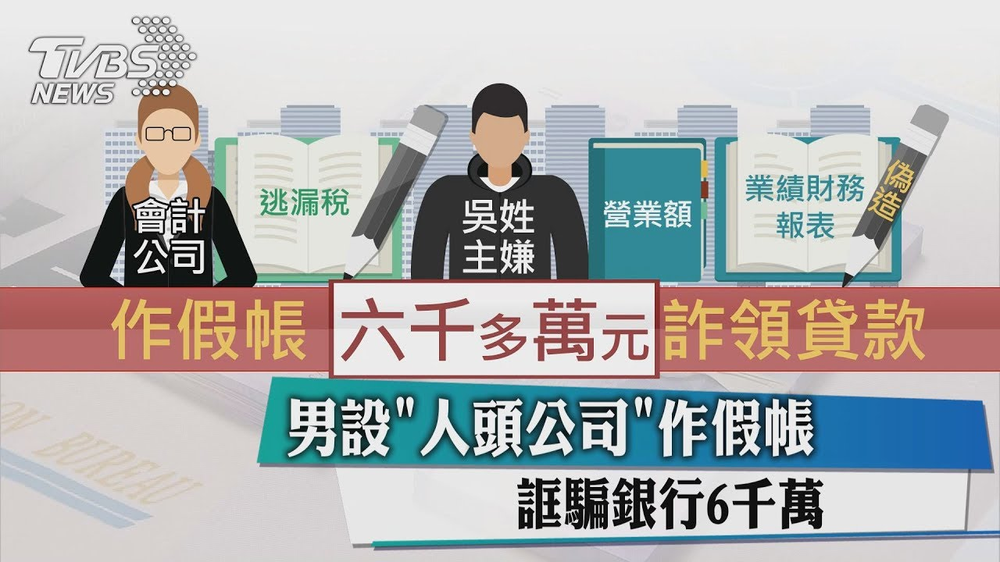 TVBS
NEWS
會計
公司
逃漏稅
吳姓
主嫌
營業額
業績財務
報表
偽造
作假帳 六千多萬元 詐領貸款
男設"人頭公司"作假帳
誆騙銀行6千萬
ON BUREAU